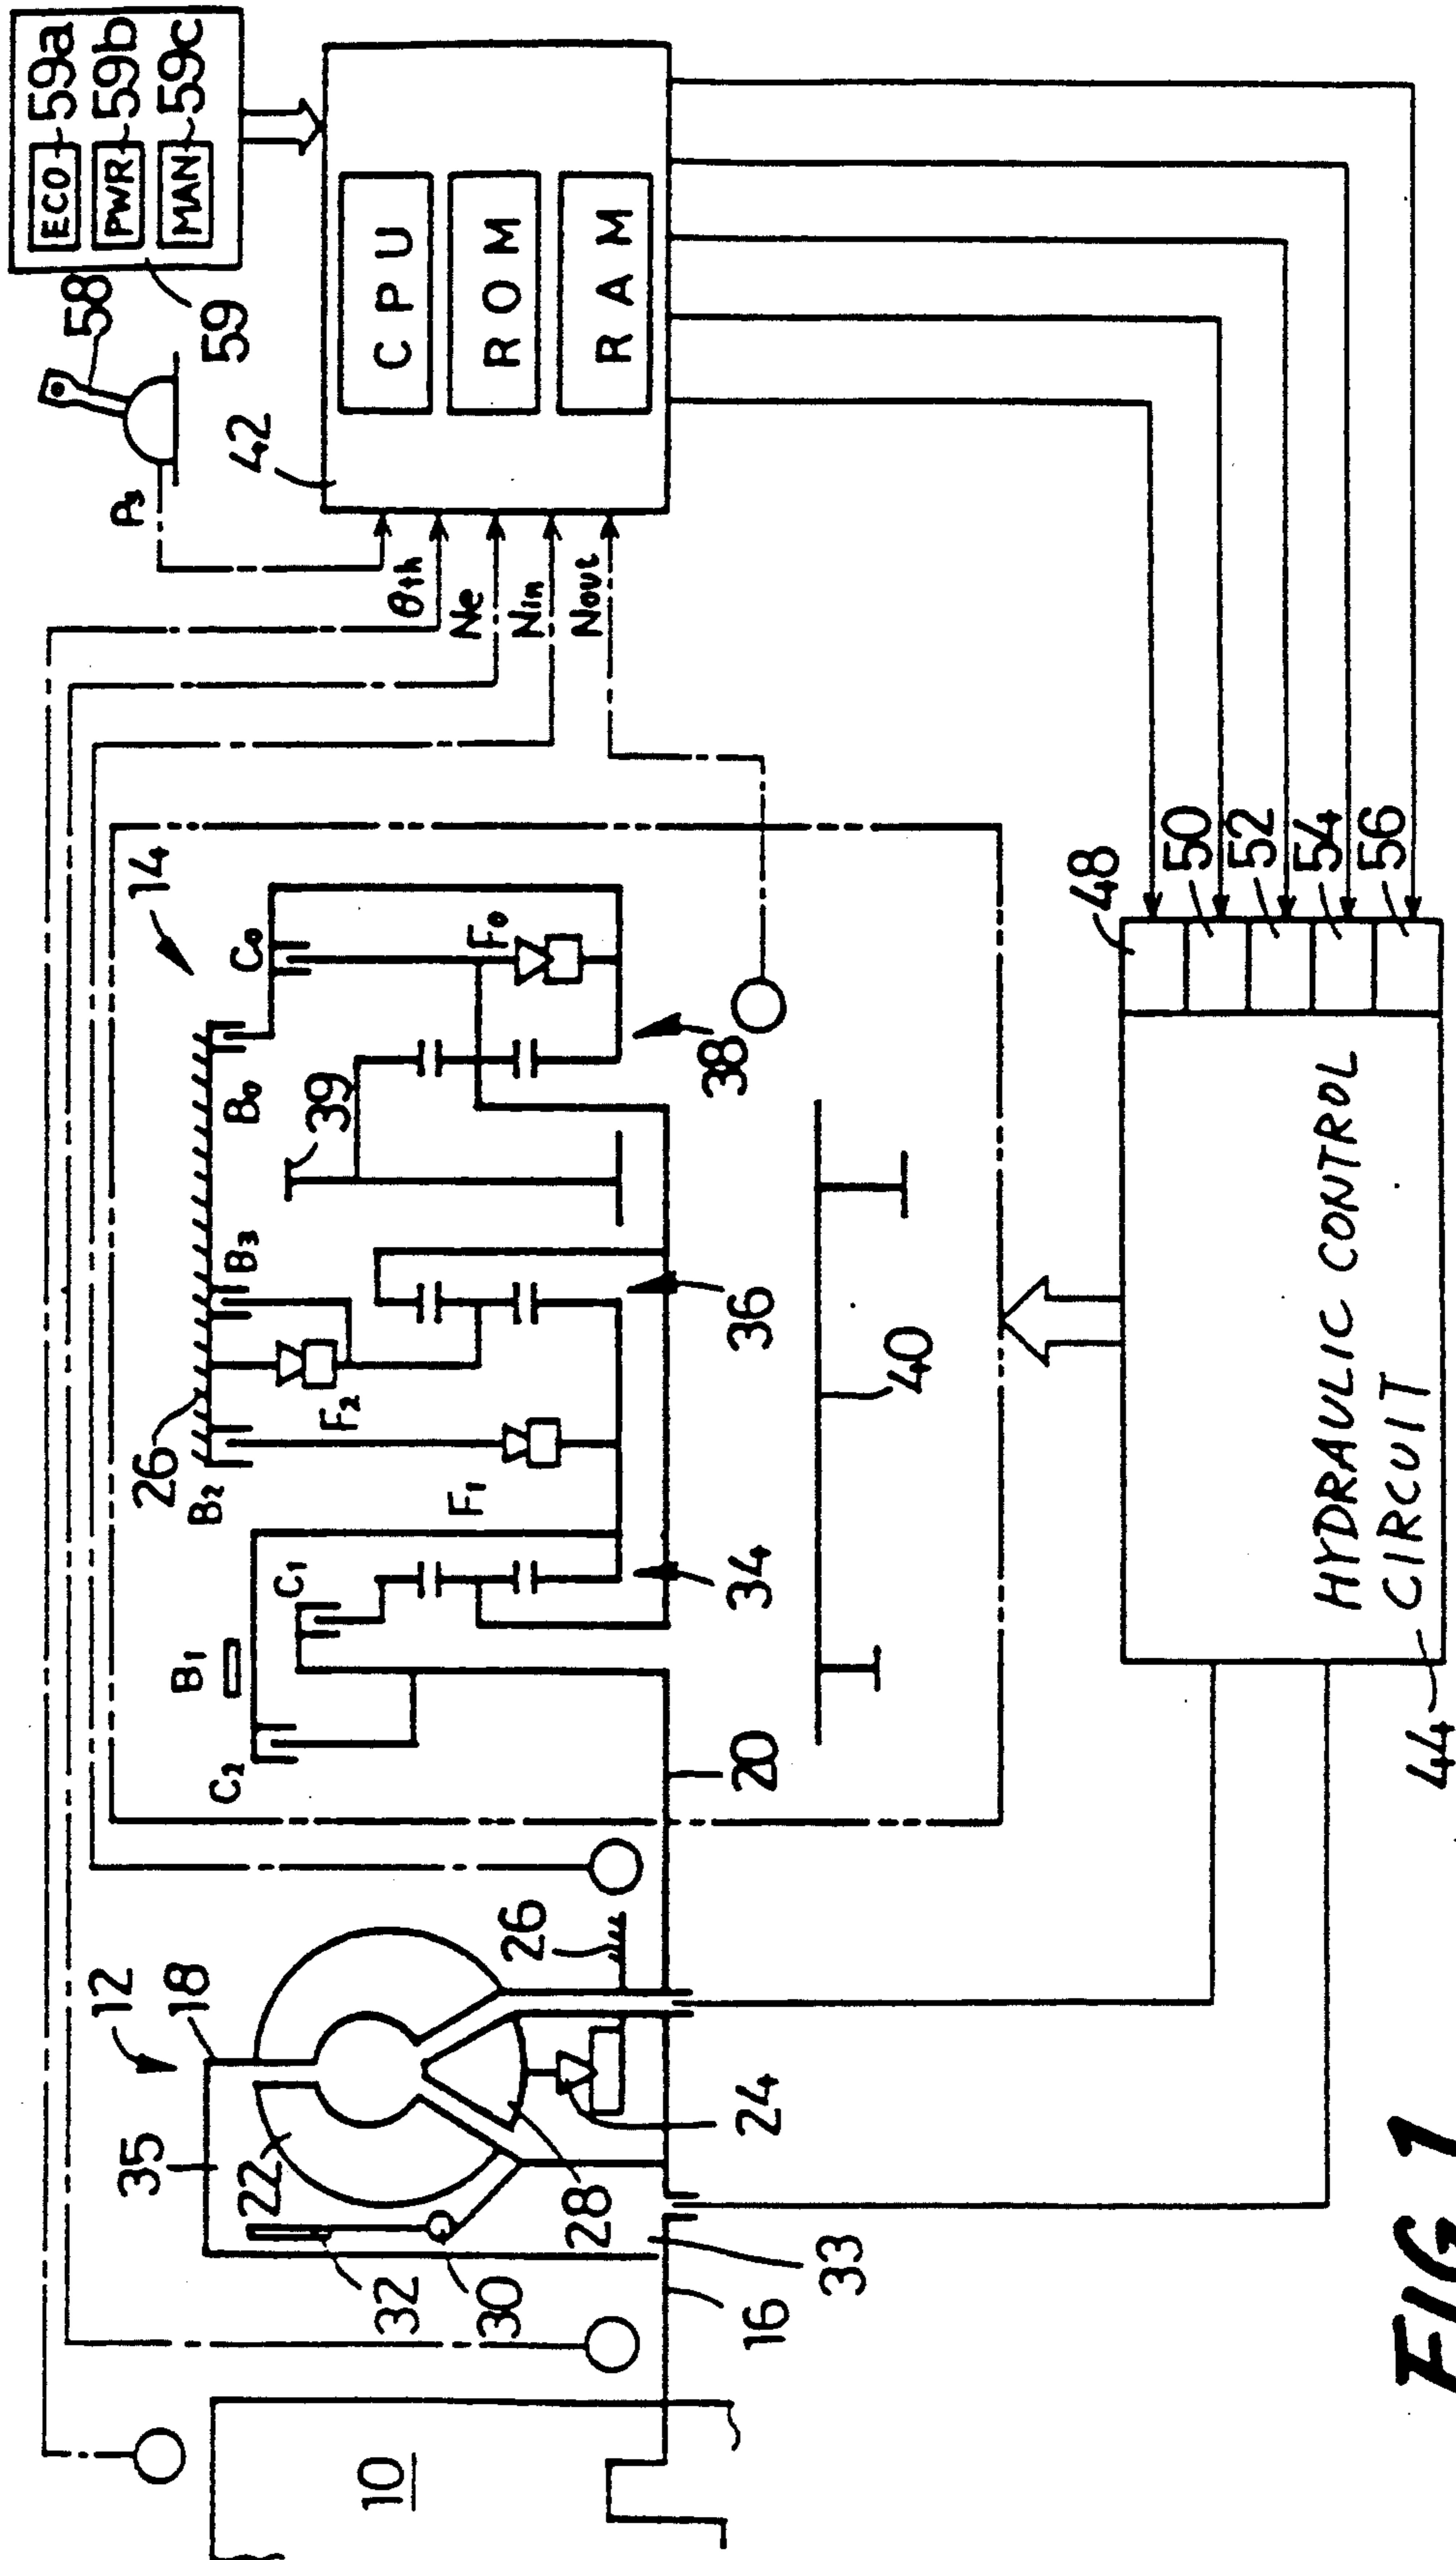 10
12
18
35
22
32
30
28
24
26
16
33
20
14
C₂
B₁
C₁
B₂
26
F₁
F₂
B₃
B₀
C₀
F₀
39
34
36
38
40
Ps
58
59
ECO 59a
PWR 59b
MAN 59c
42
θth
Ne
Nin
Nout
CPU
ROM
RAM
48
50
52
54
56
HYDRAULIC CONTROL
CIRCUIT
44
FIG 1